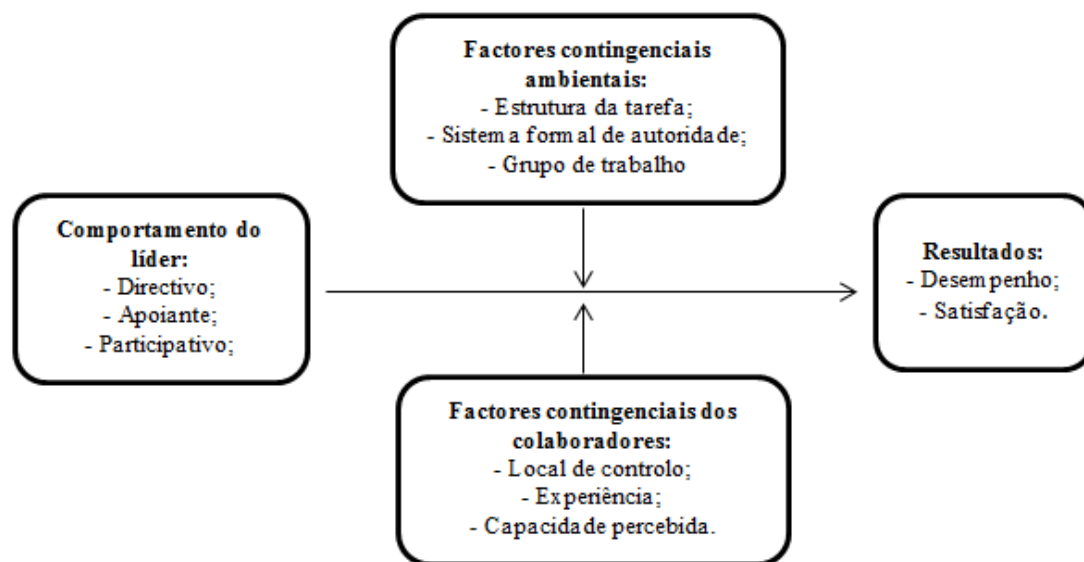 Factores contingenciais
ambientais:
- Estrutura da tarefa;
- Sistema formal de autoridade;
- Grupo de trabalho
Comportamento do
líder:
- Directivo;
- Apoiante;
- Participativo;
Resultados:
- Desempenho;
- Satisfação.
Factores contingenciais dos
colaboradores:
- Local de controlo;
- Experiência;
- Capacidade percebida.